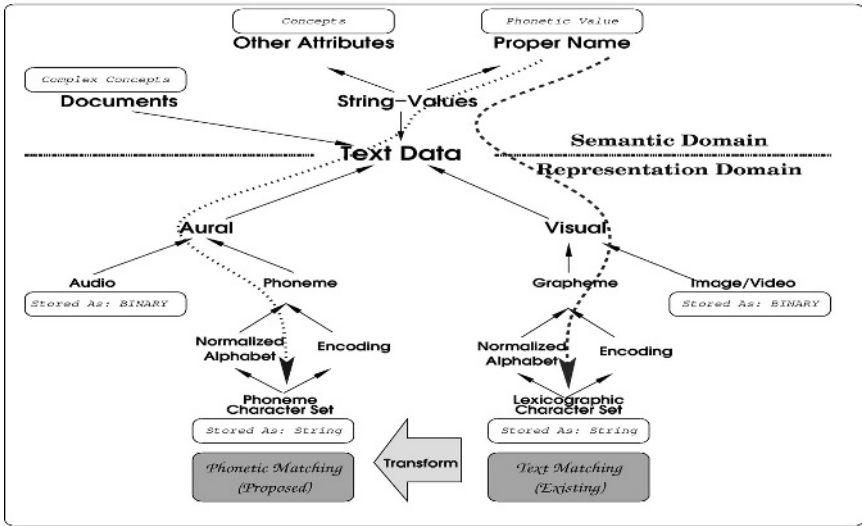 Concepts
Phonetic Value
Other Attributes
Proper Name
Complex Concepts
Documents
String-Values
Semantic Domain
Text Data
Representation Domain
Aural
Visual
Audio
Phoneme
Grapheme
Image/Video
Stored As: BINARY
Stored As: BINARY
Normalized
Alphabet
Encoding
Normalized
Alphabet
Encoding
Phoneme
Character Set
Lexicographic
Character Set
Stored As: String
Stored As: String
Phonetic Matching
(Proposed)
Transform
Text Matching
(Existing)